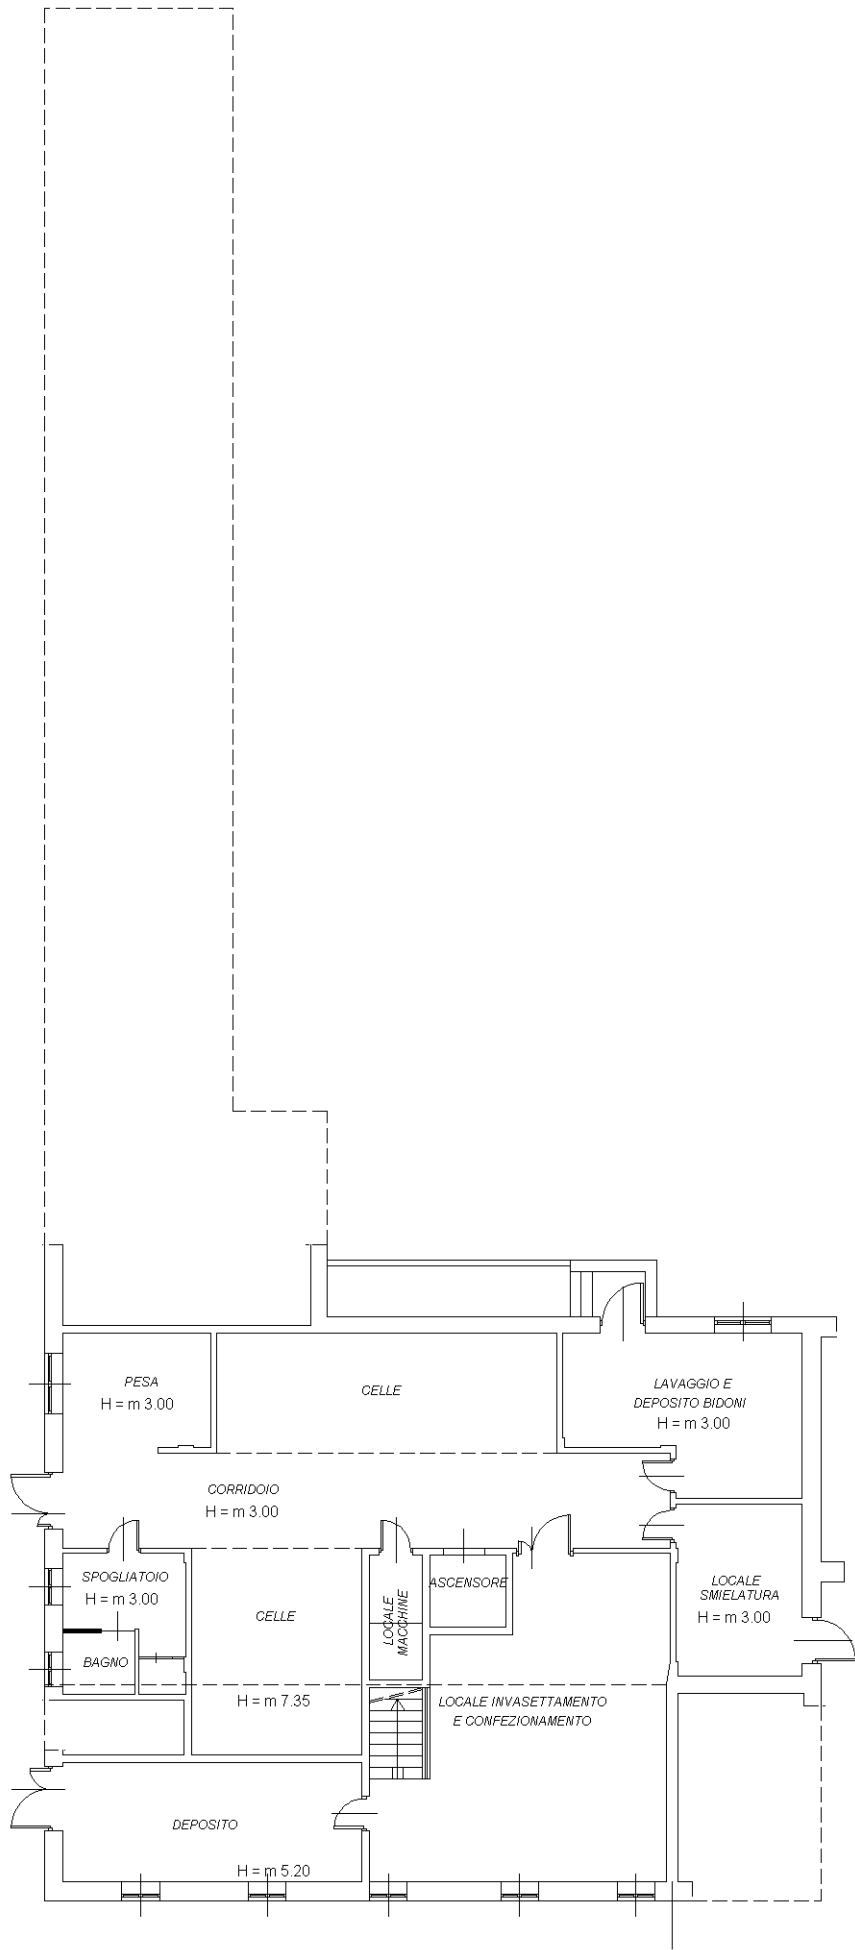 PESA
H = m 3.00
CELLE
LAVAGGIO E
DEPOSITO BIDONI
H = m 3.00
CORRIDOIO
H = m 3.00
SPOGLIATOIO
H = m 3.00
BAGNO
CELLE
H = m 7.35
LOCALE
MACCHINE
ASCENSORE
LOCALE
SMIELATURA
H = m 3.00
LOCALE INVASETTAMENTO
E CONFEZIONAMENTO
DEPOSITO
H = m 5.20